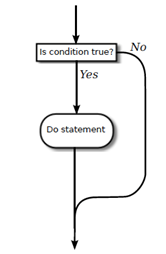 Is condition true?
No
Yes
Do statement